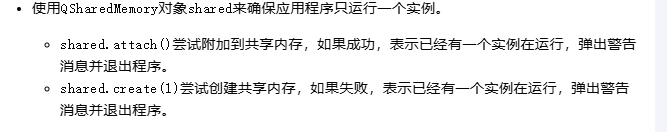 使用QSharedMemory对象shared来确保应用程序只运行一个实例。
shared.attach()尝试附加到共享内存，如果成功，表示已经有一个实例在运行，弹出警告
消息并退出程序。
shared.create(1)尝试创建共享内存，如果失败，表示已经有一个实例在运行，弹出警告
消息并退出程序。